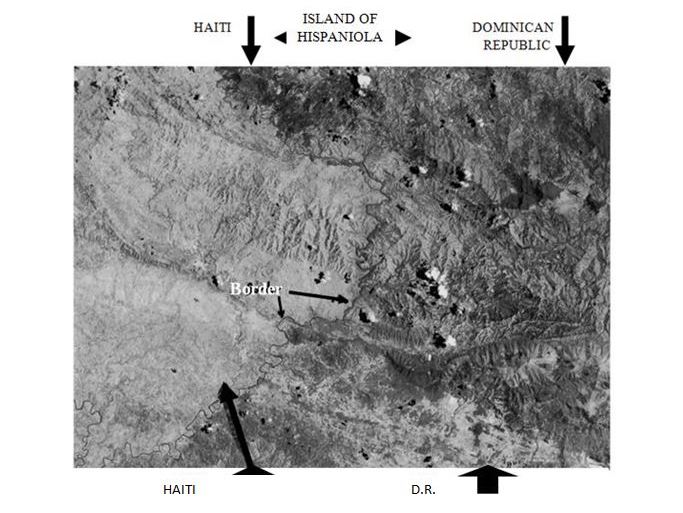 HAITI
ISLAND OF
HISPANIOLA
DOMINICAN
REPUBLIC
Border
HAITI
D.R.